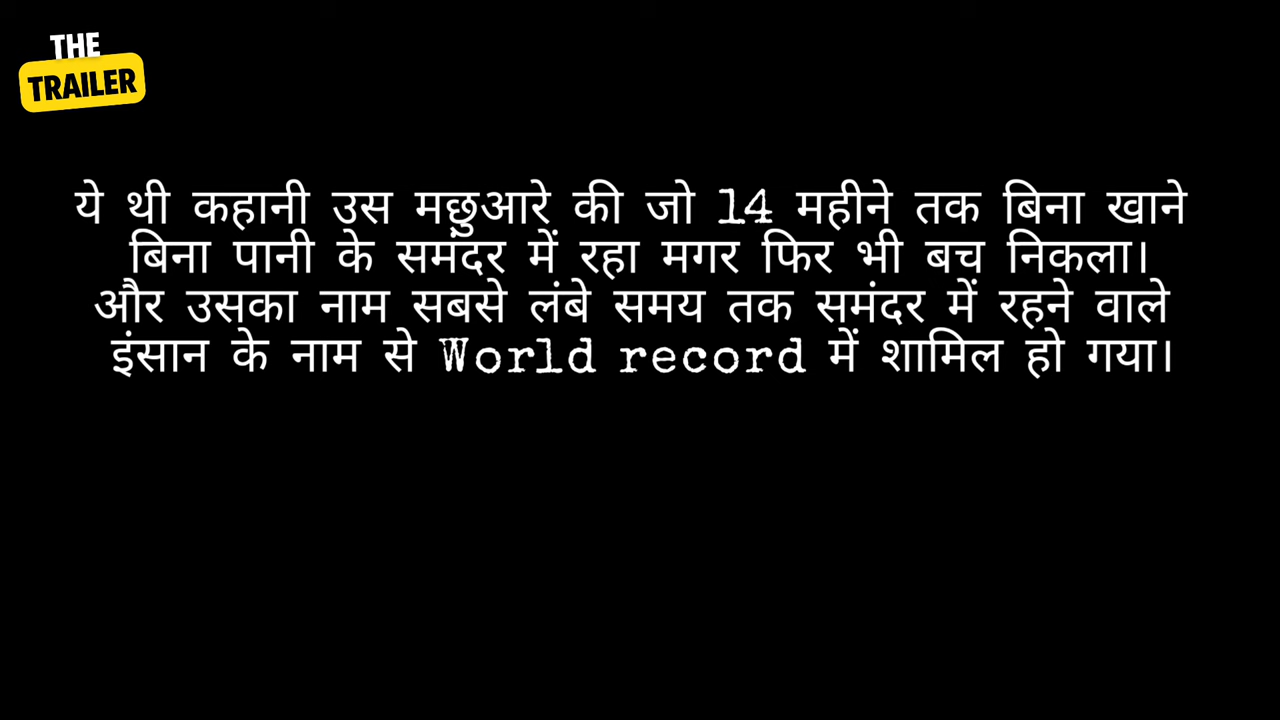 THE
TRAILER
ये थी कहानी उस मछुआरे की जो 14 महीने तक बिना खाने
बिना पानी के समंदर में रहा मगर फिर भी बच निकला।
और उसका नाम सबसे लंबे समय तक समंदर में रहने वाले
इंसान के नाम से World record में शामिल हो गया।